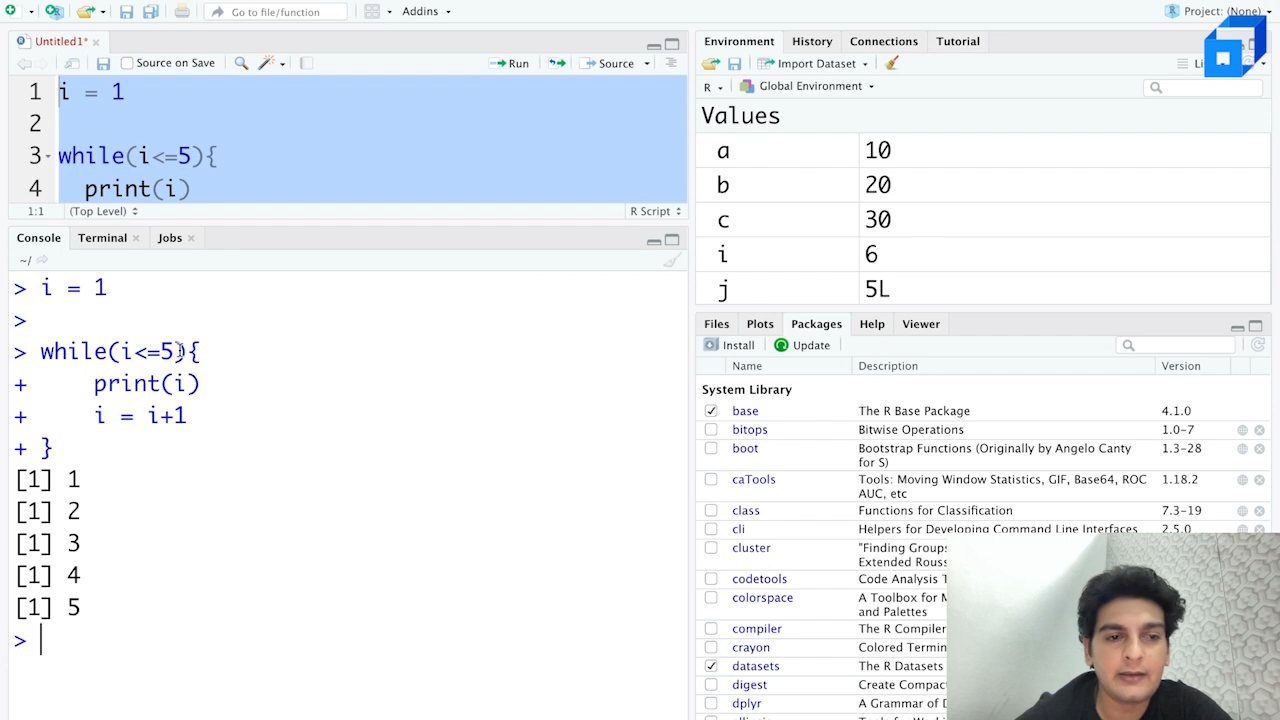 Go to file/function
Addins
Project: (None)
Untitled1*
Source on Save
Run
Source
1 i = 1
2
3 while(i<=5){
4 print(i)
1:1
(Top Level)
R Script
Console
Terminal
Jobs
~/
> i = 1
>
> while(i<=5){
+ print(i)
+ i = i+1
+ }
[1] 1
[1] 2
[1] 3
[1] 4
[1] 5
>
Environment
History
Connections
Tutorial
Import Dataset
R
Global Environment
Values
a 10
b 20
c 30
i 6
j 5L
Files
Plots
Packages
Help
Viewer
Install
Update
Name Description Version
System Library
base The R Base Package 4.1.0
bitops Bitwise Operations 1.0-7
boot Bootstrap Functions (Originally by Angelo Canty 1.3-28
for S)
caTools Tools: Moving Window Statistics, GIF, Base64, ROC 1.18.2
AUC, etc
class Functions for Classification 7.3-19
cli Helpers for Developing Command Line Interfaces 2.5.0
cluster "Finding Groups
Extended Rouss
codetools Code Analysis T
colorspace A Toolbox for M
and Palettes
compiler The R Compiler
crayon Colored Termin
datasets The R Datasets
digest Create Compac
dplyr A Grammar of D